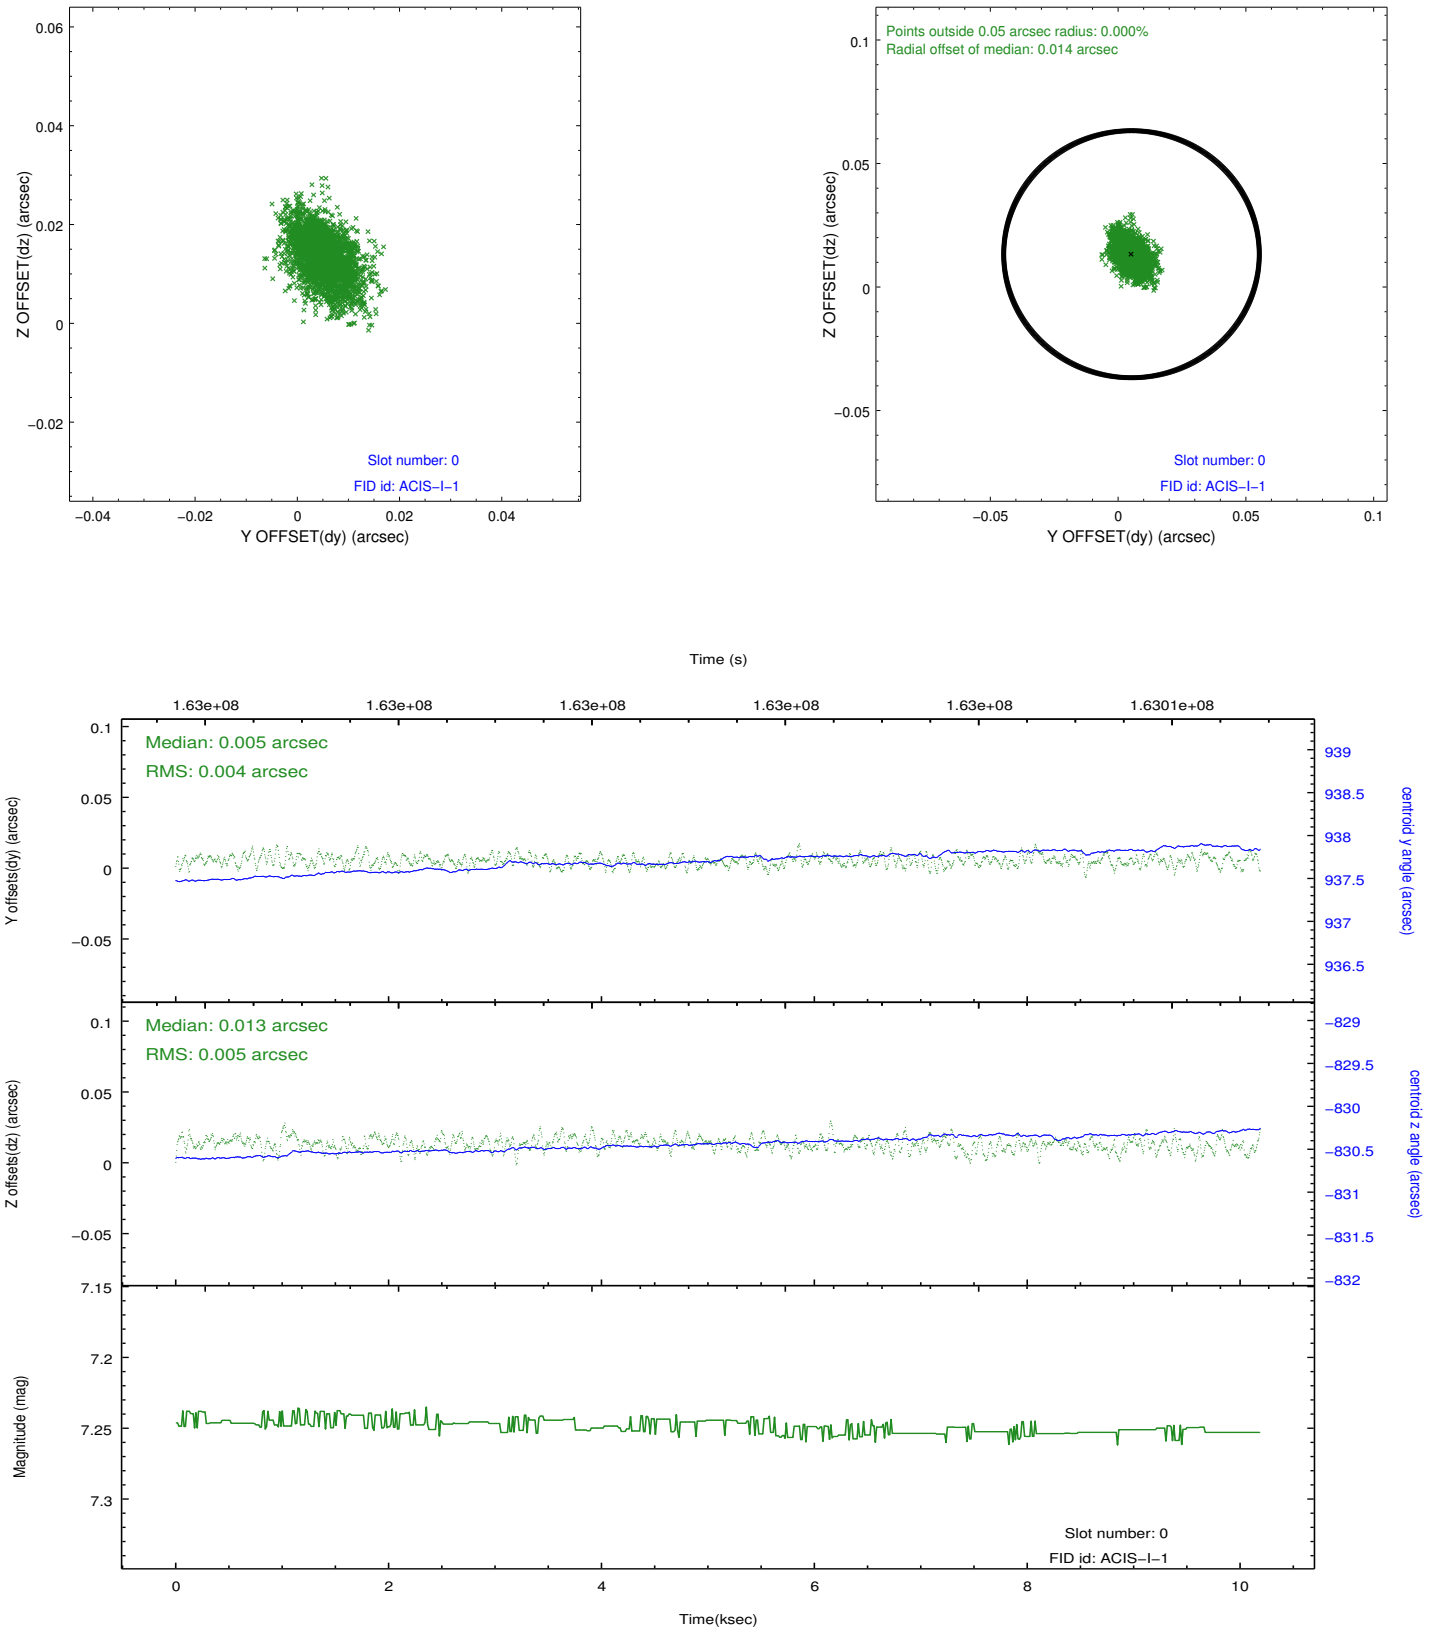 0.06
0.04
0.02
0
−0.02
Z OFFSET(dz) (arcsec)
Slot number: 0
FID id: ACIS−I−1
−0.04 −0.02 0 0.02 0.04
Y OFFSET(dy) (arcsec)
Points outside 0.05 arcsec radius: 0.000%
Radial offset of median: 0.014 arcsec
0.1
0.05
0
−0.05
Z OFFSET(dz) (arcsec)
Slot number: 0
FID id: ACIS−I−1
−0.05 0 0.05 0.1
Y OFFSET(dy) (arcsec)
Time (s)
1.63e+08 1.63e+08 1.63e+08 1.63e+08 1.63e+08 1.6301e+08
Median: 0.005 arcsec
RMS: 0.004 arcsec
0.1
0.05
0
−0.05
Y offsets(dy) (arcsec)
939
938.5
938
937.5
937
936.5
centroid y angle (arcsec)
Median: 0.013 arcsec
RMS: 0.005 arcsec
0.1
0.05
0
−0.05
Z offsets(dz) (arcsec)
−829
−829.5
−830
−830.5
−831
−831.5
−832
centroid z angle (arcsec)
7.15
7.2
7.25
7.3
Magnitude (mag)
Slot number: 0
FID id: ACIS−I−1
0 2 4 6 8 10
Time(ksec)